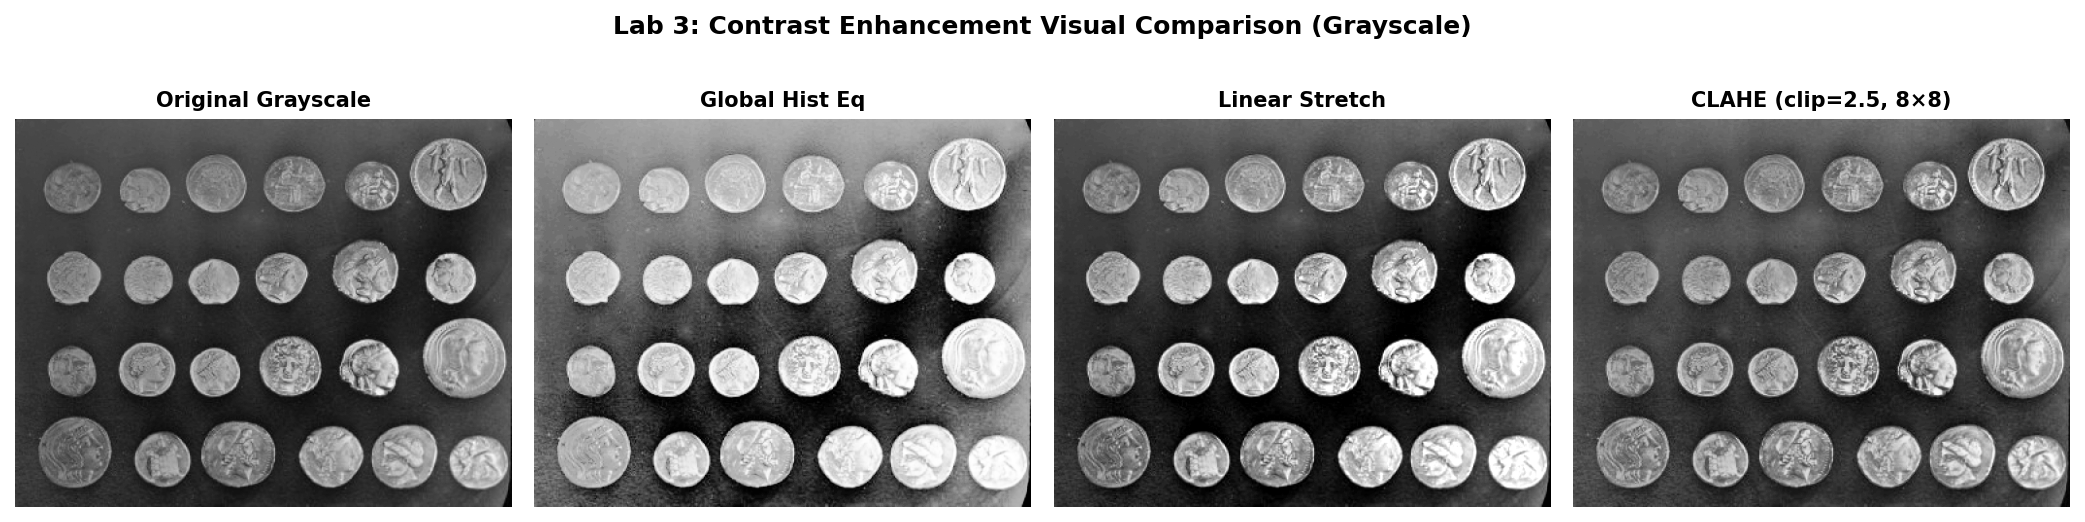 Lab 3: Contrast Enhancement Visual Comparison (Grayscale)
Original Grayscale
Global Hist Eq
Linear Stretch
CLAHE (clip=2.5, 8×8)